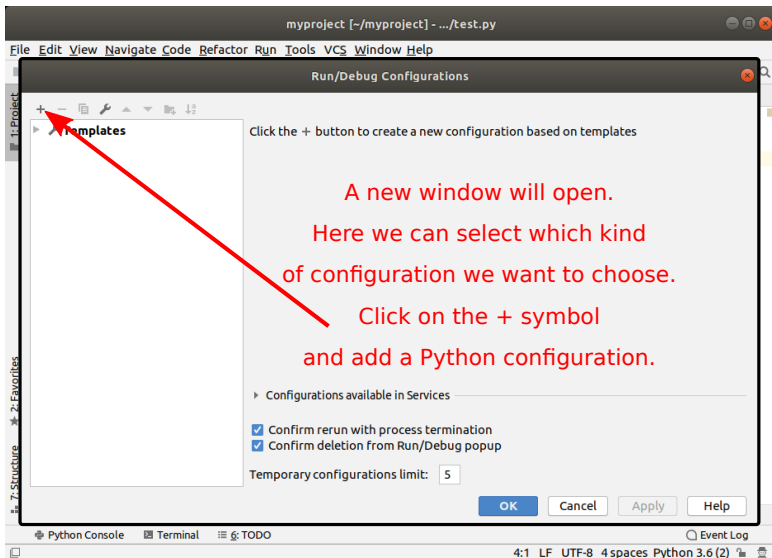 myproject [~/myproject] - .../test.py
File Edit View Navigate Code Refactor Run Tools VCS Window Help
Run/Debug Configurations
1: Project
Templates
Click the + button to create a new configuration based on templates
A new window will open.
Here we can select which kind
of configuration we want to choose.
Click on the + symbol
and add a Python configuration.
2: Favorites
Configurations available in Services
Confirm rerun with process termination
Confirm deletion from Run/Debug popup
7: Structure
Temporary configurations limit: 5
OK Cancel Apply Help
Python Console Terminal 6: TODO Event Log
4:1 LF UTF-8 4 spaces Python 3.6 (2)